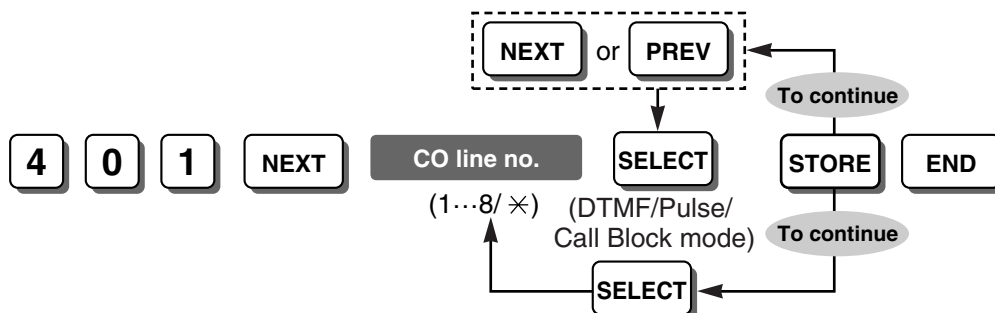 NEXT or PREV
To continue
4 0 1 NEXT CO line no. SELECT STORE END
(1···8/ ✳) (DTMF/Pulse/
Call Block mode)
To continue
SELECT